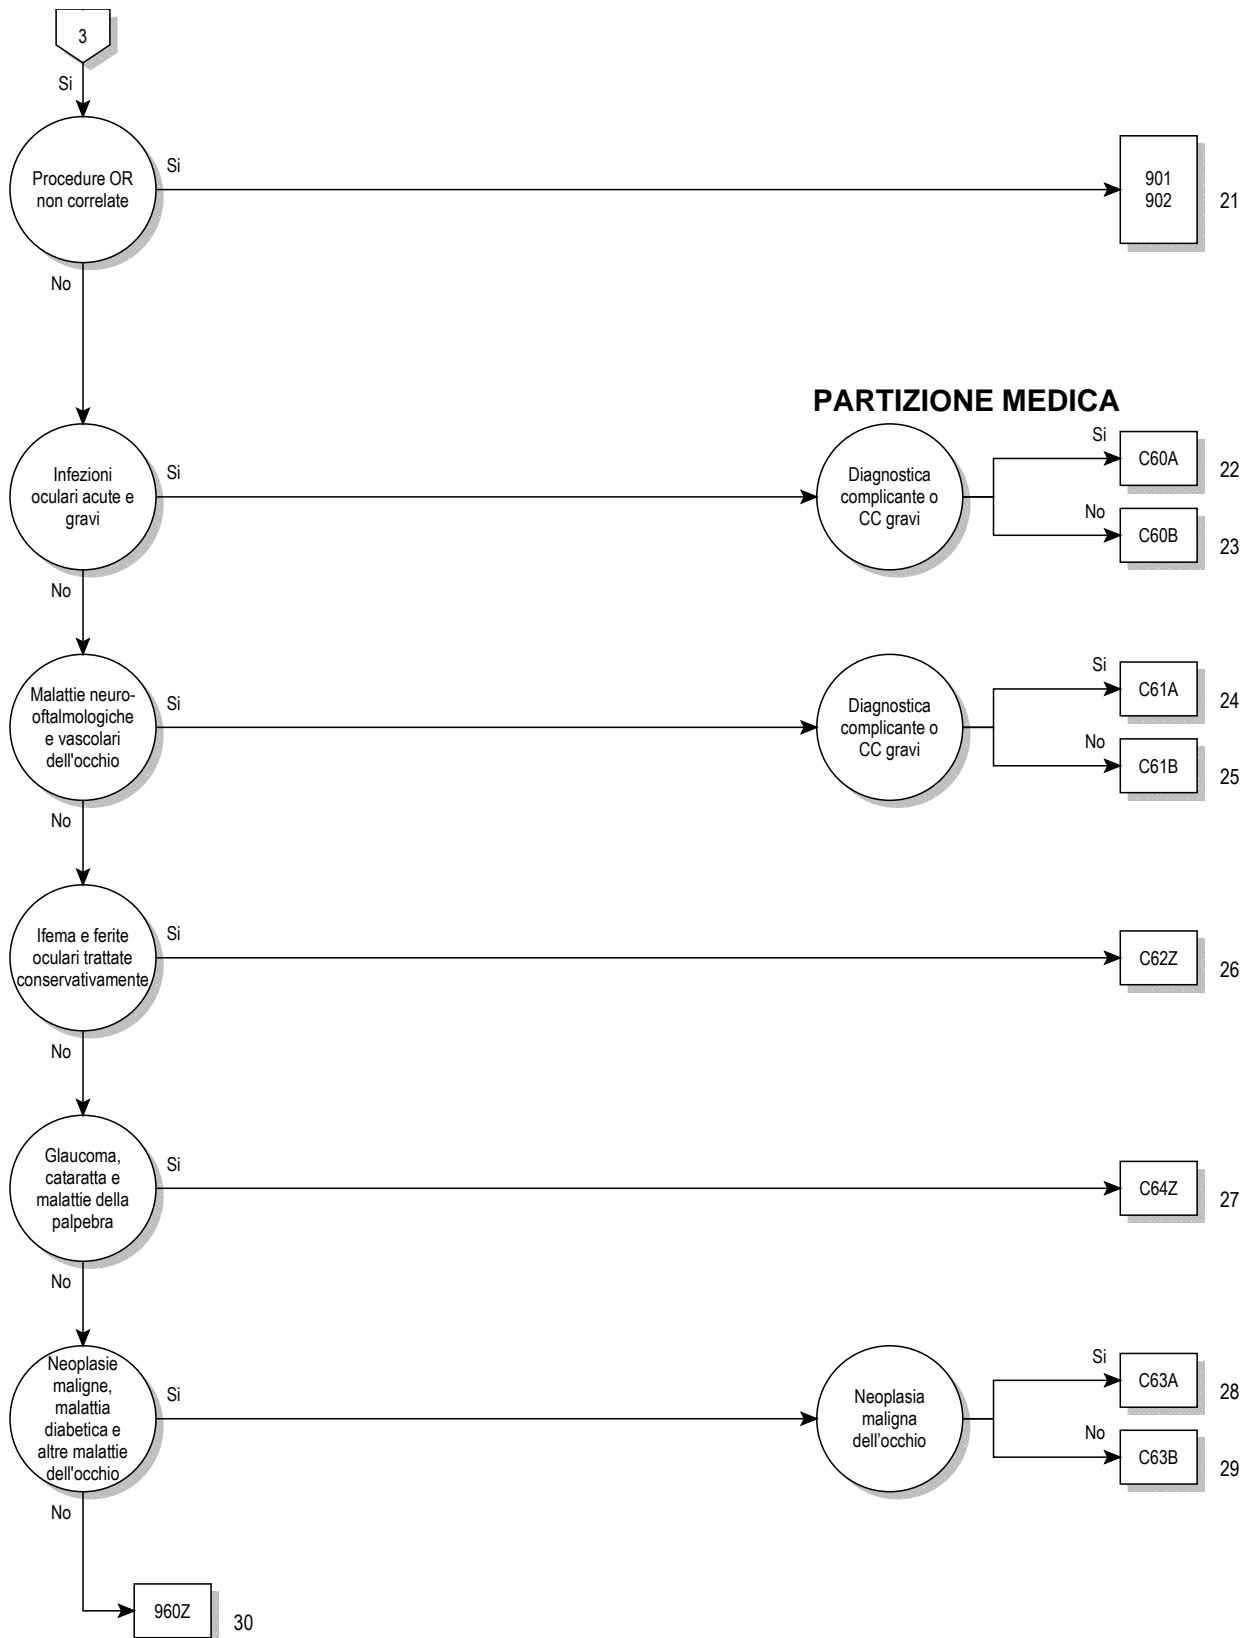 3
Si
Procedure OR
non correlate
Si
901
902
21
No
PARTIZIONE MEDICA
Infezioni
oculari acute e
gravi
Si
Diagnostica
complicante o
CC gravi
Si
C60A
22
No
C60B
23
No
Malattie neuro-
oftalmologiche
e vascolari
dell'occhio
Si
Diagnostica
complicante o
CC gravi
Si
C61A
24
No
C61B
25
No
Ifema e ferite
oculari trattate
conservativamente
Si
C62Z
26
No
Glaucoma,
cataratta e
malattie della
palpebra
Si
C64Z
27
No
Neoplasie
maligne,
malattia
diabetica e
altre malattie
dell'occhio
Si
Neoplasia
maligna
dell’occhio
Si
C63A
28
No
C63B
29
No
960Z
30